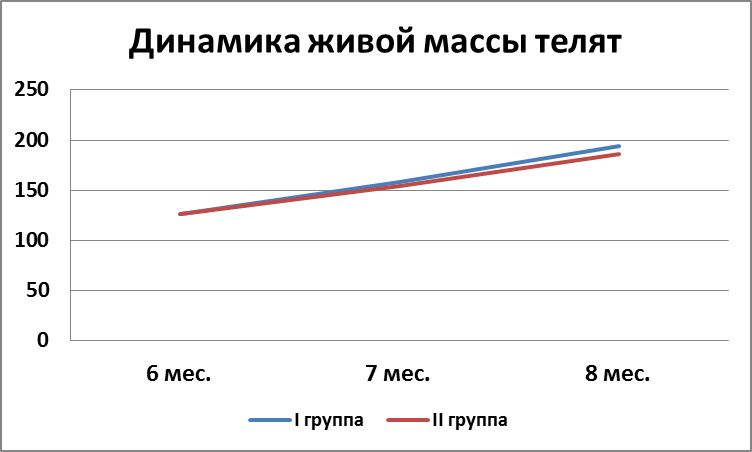 Динамика живой массы телят
250
200
150
100
50
0
6 мес.
7 мес.
8 мес.
I группа
II группа